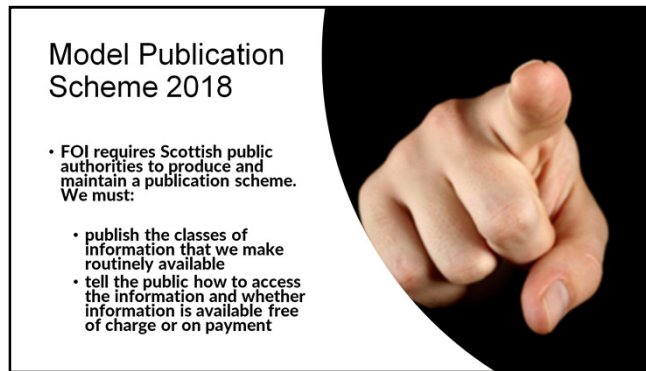 Model Publication
Scheme 2018
• FOI requires Scottish public
authorities to produce and
maintain a publication scheme.
We must:
• publish the classes of
information that we make
routinely available
• tell the public how to access
the information and whether
information is available free
of charge or on payment